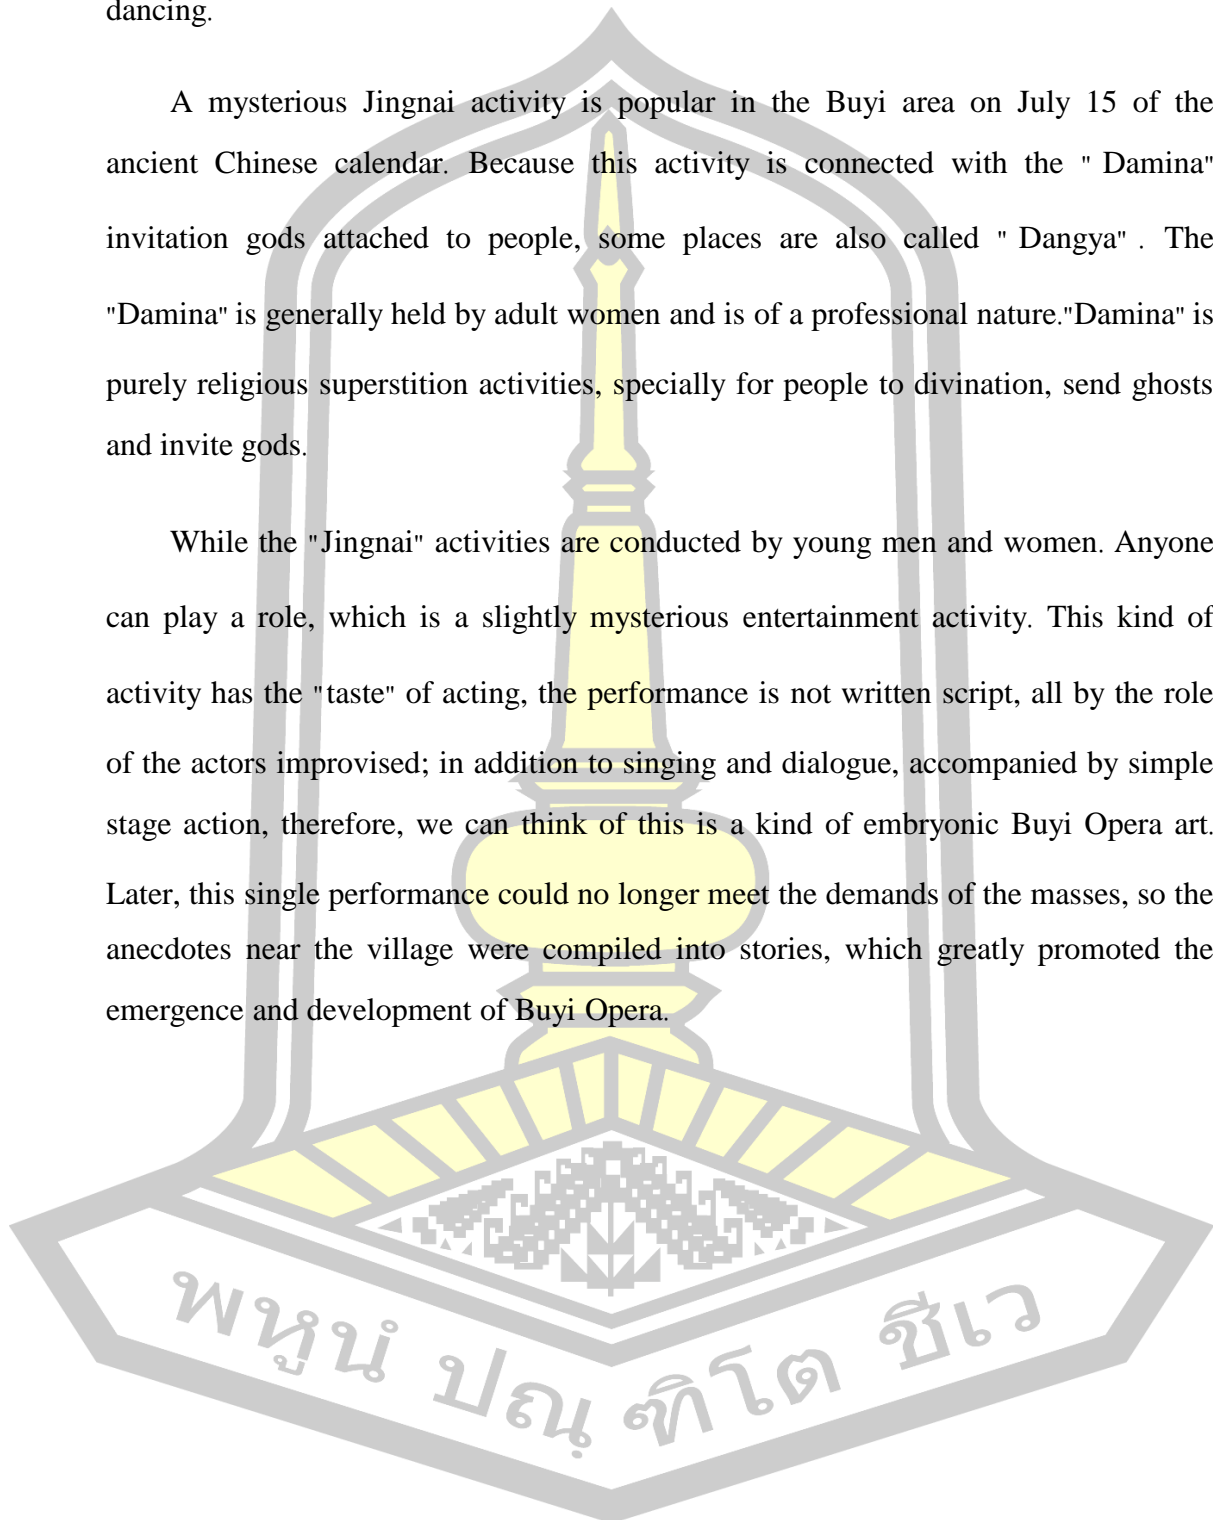 dancing.
A mysterious Jingnai activity is popular in the Buyi area on July 15 of the
ancient Chinese calendar. Because this activity is connected with the " Damina"
invitation gods attached to people, some places are also called " Dangya" . The
"Damina" is generally held by adult women and is of a professional nature."Damina" is
purely religious superstition activities, specially for people to divination, send ghosts
and invite gods.
While the "Jingnai" activities are conducted by young men and women. Anyone
can play a role, which is a slightly mysterious entertainment activity. This kind of
activity has the "taste" of acting, the performance is not written script, all by the role
of the actors improvised; in addition to singing and dialogue, accompanied by simple
stage action, therefore, we can think of this is a kind of embryonic Buyi Opera art.
Later, this single performance could no longer meet the demands of the masses, so the
anecdotes near the village were compiled into stories, which greatly promoted the
emergence and development of Buyi Opera.
พหูนํ ปณฺฑิโต ชีเว